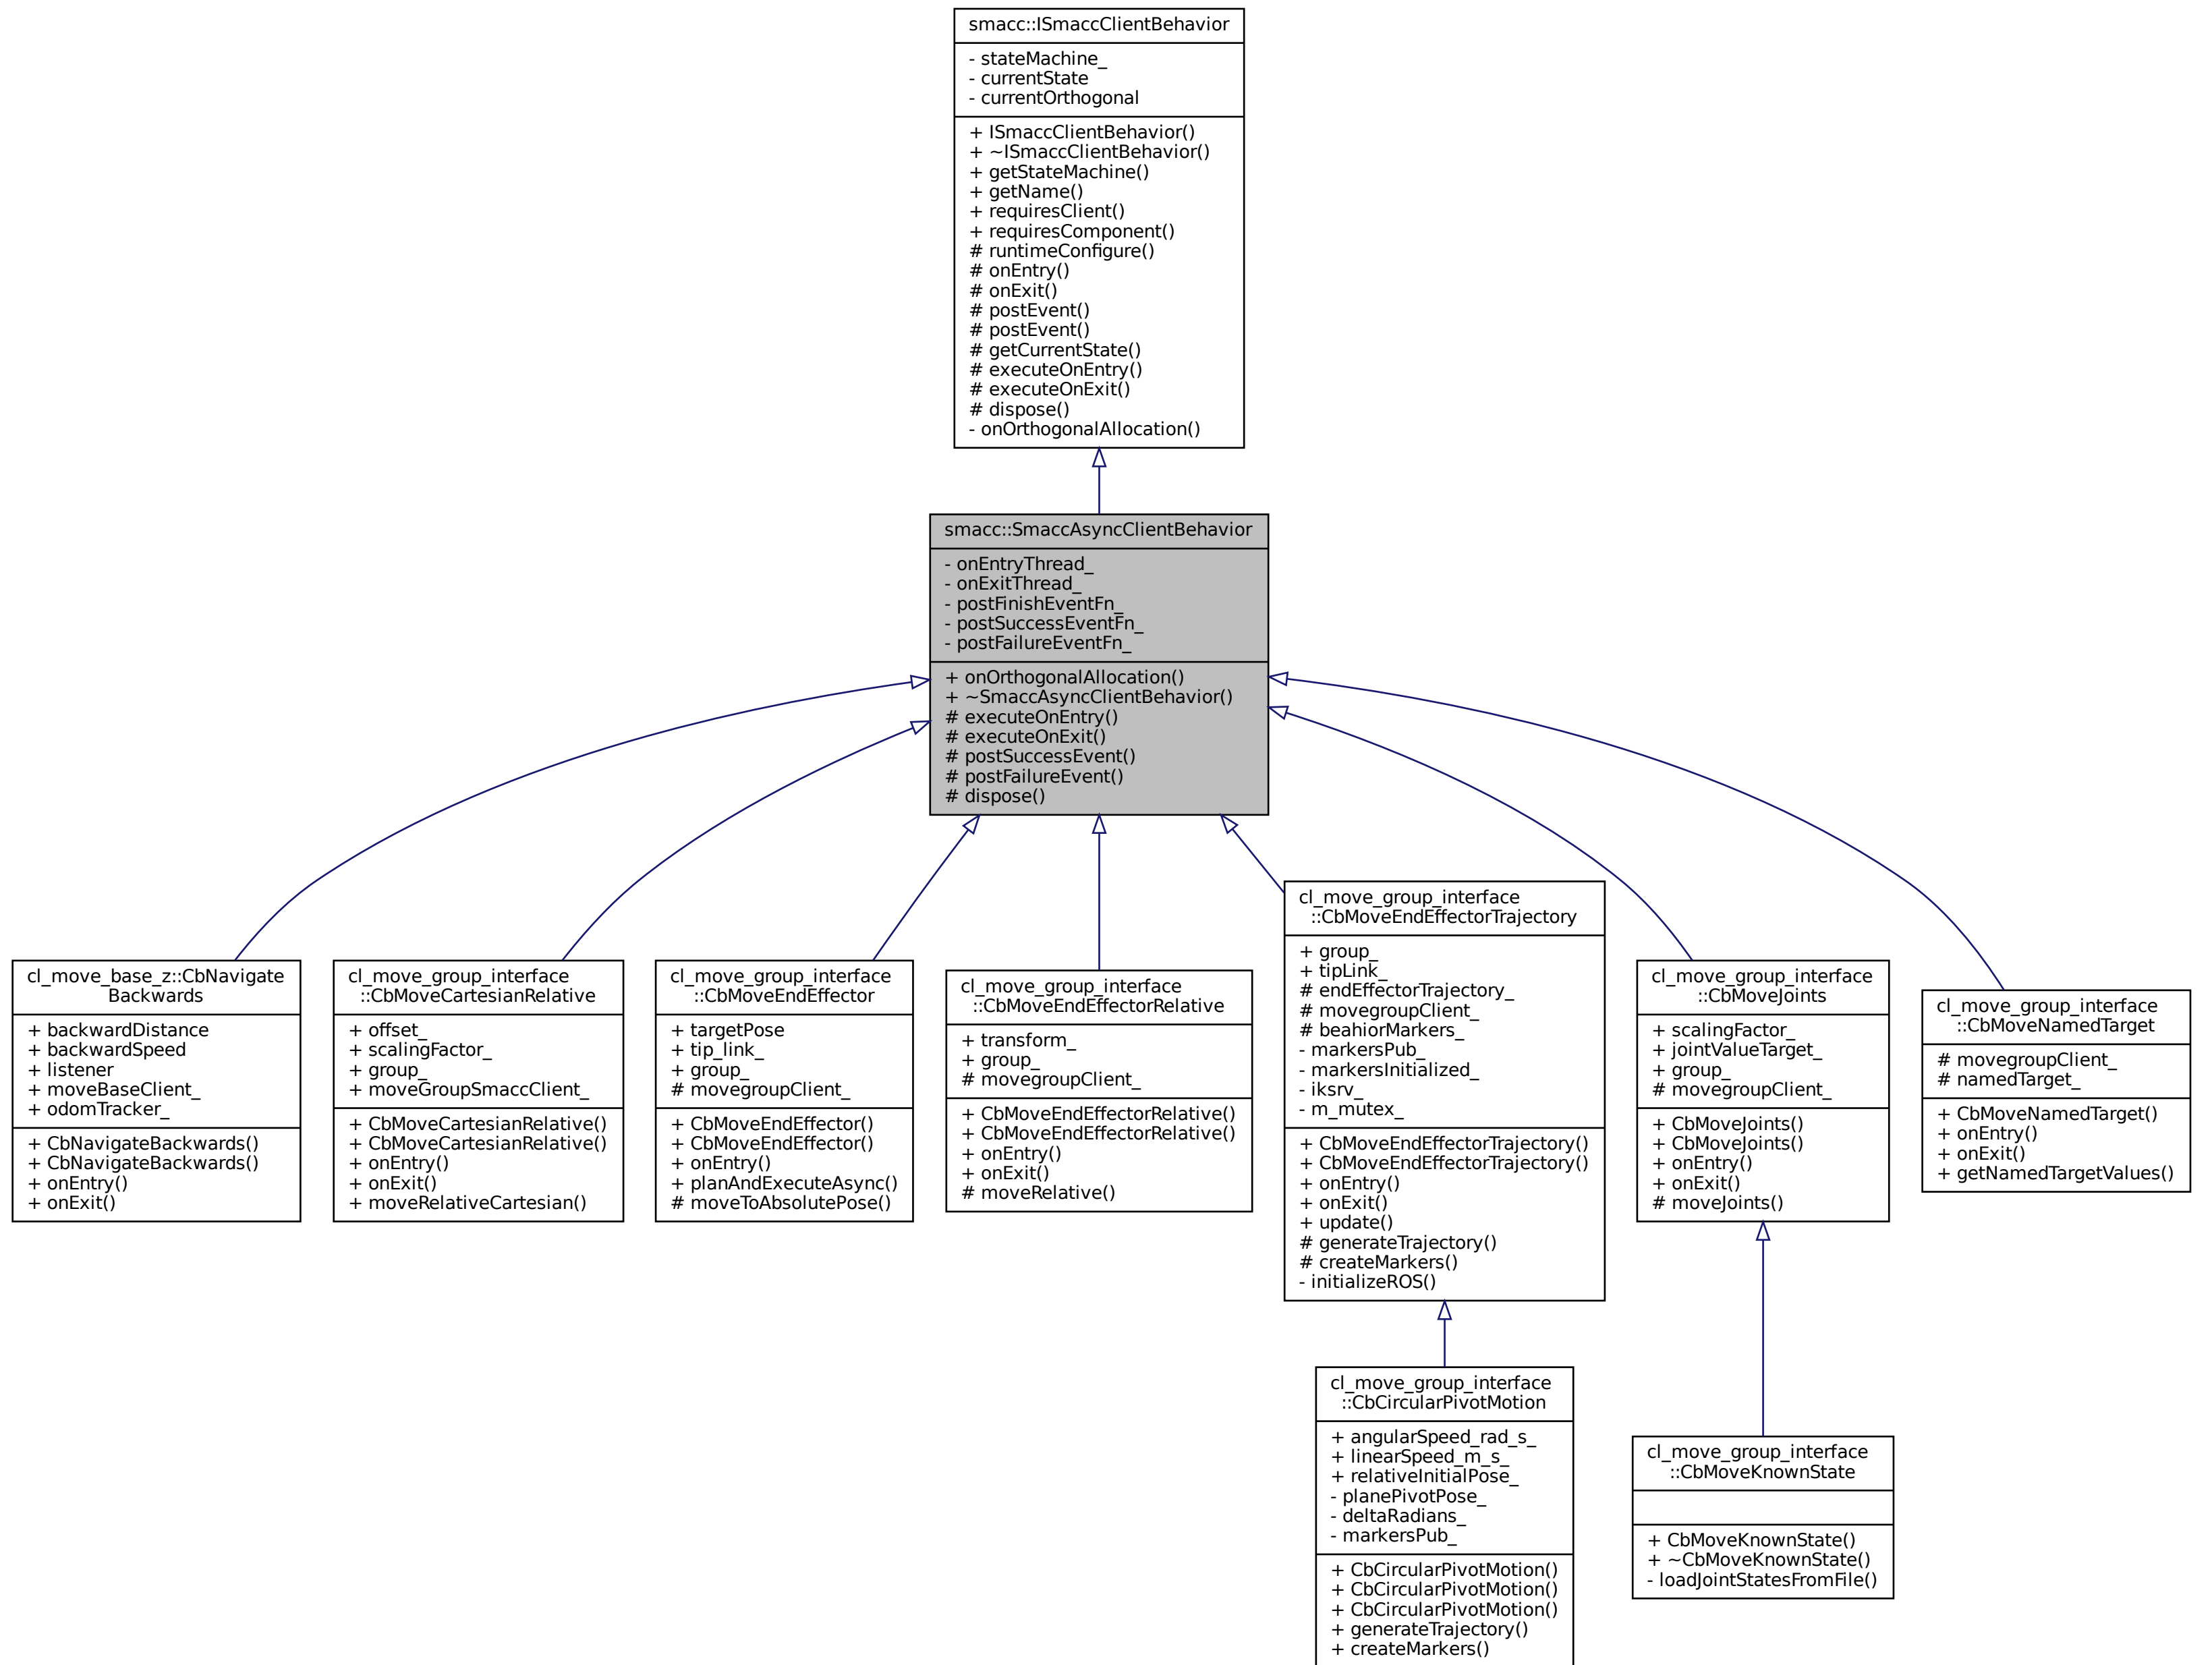 smacc::ISmaccClientBehavior
- stateMachine_
- currentState
- currentOrthogonal
+ ISmaccClientBehavior()
+ ~ISmaccClientBehavior()
+ getStateMachine()
+ getName()
+ requiresClient()
+ requiresComponent()
# runtimeConfigure()
# onEntry()
# onExit()
# postEvent()
# postEvent()
# getCurrentState()
# executeOnEntry()
# executeOnExit()
# dispose()
- onOrthogonalAllocation()
smacc::SmaccAsyncClientBehavior
- onEntryThread_
- onExitThread_
- postFinishEventFn_
- postSuccessEventFn_
- postFailureEventFn_
+ onOrthogonalAllocation()
+ ~SmaccAsyncClientBehavior()
# executeOnEntry()
# executeOnExit()
# postSuccessEvent()
# postFailureEvent()
# dispose()
cl_move_base_z::CbNavigate
Backwards
+ backwardDistance
+ backwardSpeed
+ listener
+ moveBaseClient_
+ odomTracker_
+ CbNavigateBackwards()
+ CbNavigateBackwards()
+ onEntry()
+ onExit()
cl_move_group_interface
::CbMoveCartesianRelative
+ offset_
+ scalingFactor_
+ group_
+ moveGroupSmaccClient_
+ CbMoveCartesianRelative()
+ CbMoveCartesianRelative()
+ onEntry()
+ onExit()
+ moveRelativeCartesian()
cl_move_group_interface
::CbMoveEndEffector
+ targetPose
+ tip_link_
+ group_
# movegroupClient_
+ CbMoveEndEffector()
+ CbMoveEndEffector()
+ onEntry()
+ planAndExecuteAsync()
# moveToAbsolutePose()
cl_move_group_interface
::CbMoveEndEffectorRelative
+ transform_
+ group_
# movegroupClient_
+ CbMoveEndEffectorRelative()
+ CbMoveEndEffectorRelative()
+ onEntry()
+ onExit()
# moveRelative()
cl_move_group_interface
::CbMoveEndEffectorTrajectory
+ group_
+ tipLink_
# endEffectorTrajectory_
# movegroupClient_
# beahiorMarkers_
- markersPub_
- markersInitialized_
- iksrv_
- m_mutex_
+ CbMoveEndEffectorTrajectory()
+ CbMoveEndEffectorTrajectory()
+ onEntry()
+ onExit()
+ update()
# generateTrajectory()
# createMarkers()
- initializeROS()
cl_move_group_interface
::CbMoveJoints
+ scalingFactor_
+ jointValueTarget_
+ group_
# movegroupClient_
+ CbMoveJoints()
+ CbMoveJoints()
+ onEntry()
+ onExit()
# moveJoints()
cl_move_group_interface
::CbMoveNamedTarget
# movegroupClient_
# namedTarget_
+ CbMoveNamedTarget()
+ onEntry()
+ onExit()
+ getNamedTargetValues()
cl_move_group_interface
::CbCircularPivotMotion
+ angularSpeed_rad_s_
+ linearSpeed_m_s_
+ relativeInitialPose_
- planePivotPose_
- deltaRadians_
- markersPub_
+ CbCircularPivotMotion()
+ CbCircularPivotMotion()
+ CbCircularPivotMotion()
+ generateTrajectory()
+ createMarkers()
cl_move_group_interface
::CbMoveKnownState
+ CbMoveKnownState()
+ ~CbMoveKnownState()
- loadJointStatesFromFile()